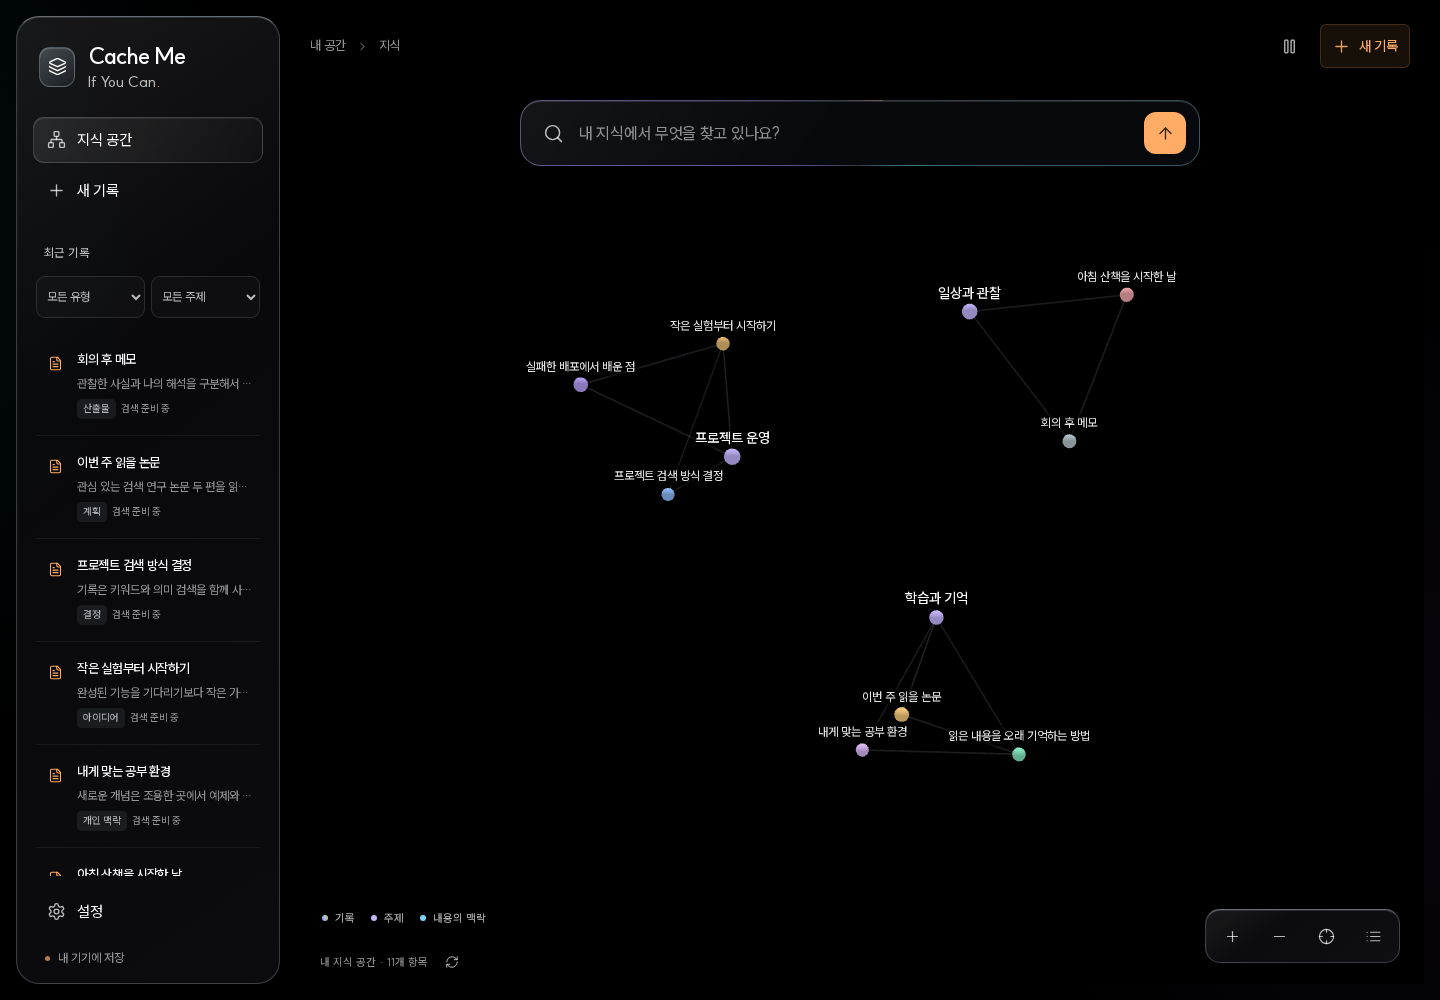 Cache Me
If You Can.
지식 공간
새 기록
최근 기록
모든 유형
모든 주제
회의 후 메모
관찰한 사실과 나의 해석을 구분해서 ...
산출물 검색 준비 중
이번 주 읽을 논문
관심 있는 검색 연구 논문 두 편을 읽...
계획 검색 준비 중
프로젝트 검색 방식 결정
기록은 키워드와 의미 검색을 함께 사...
결정 검색 준비 중
작은 실험부터 시작하기
완성된 기능을 기다리기보다 작은 가...
아이디어 검색 준비 중
내게 맞는 공부 환경
새로운 개념은 조용한 곳에서 예제와 ...
개인 맥락 검색 준비 중
아침 산책을 시작한 날
설정
내 기기에 저장
내 공간 > 지식
새 기록
내 지식에서 무엇을 찾고 있나요?
아침 산책을 시작한 날
일상과 관찰
작은 실험부터 시작하기
실패한 배포에서 배운 점
회의 후 메모
프로젝트 운영
프로젝트 검색 방식 결정
학습과 기억
이번 주 읽을 논문
내게 맞는 공부 환경
읽은 내용을 오래 기억하는 방법
기록 주제 내용의 맥락
내 지식 공간 · 11개 항목